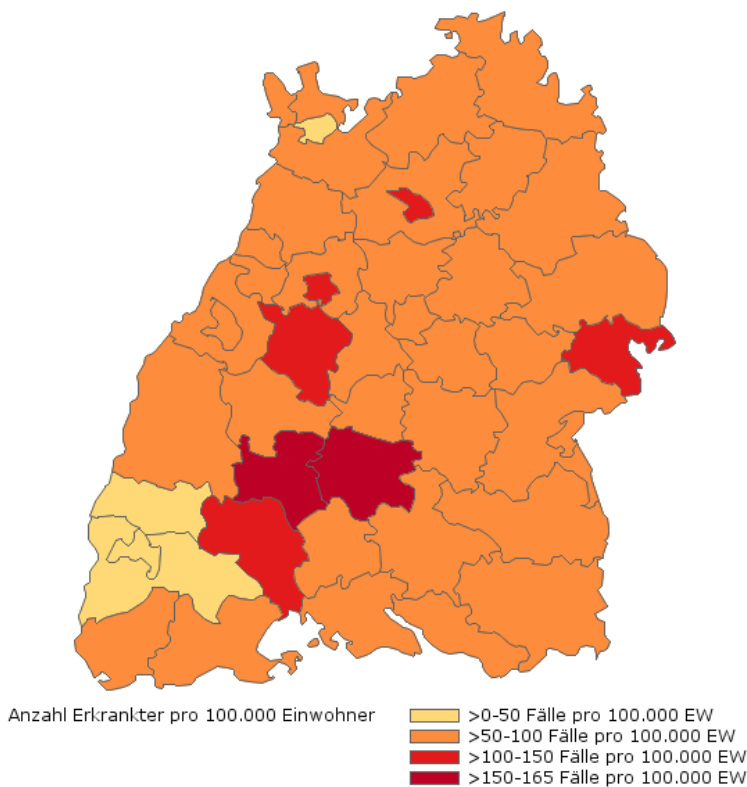 Anzahl Erkrankter pro 100.000 Einwohner
>0-50 Fälle pro 100.000 EW
>50-100 Fälle pro 100.000 EW
>100-150 Fälle pro 100.000 EW
>150-165 Fälle pro 100.000 EW